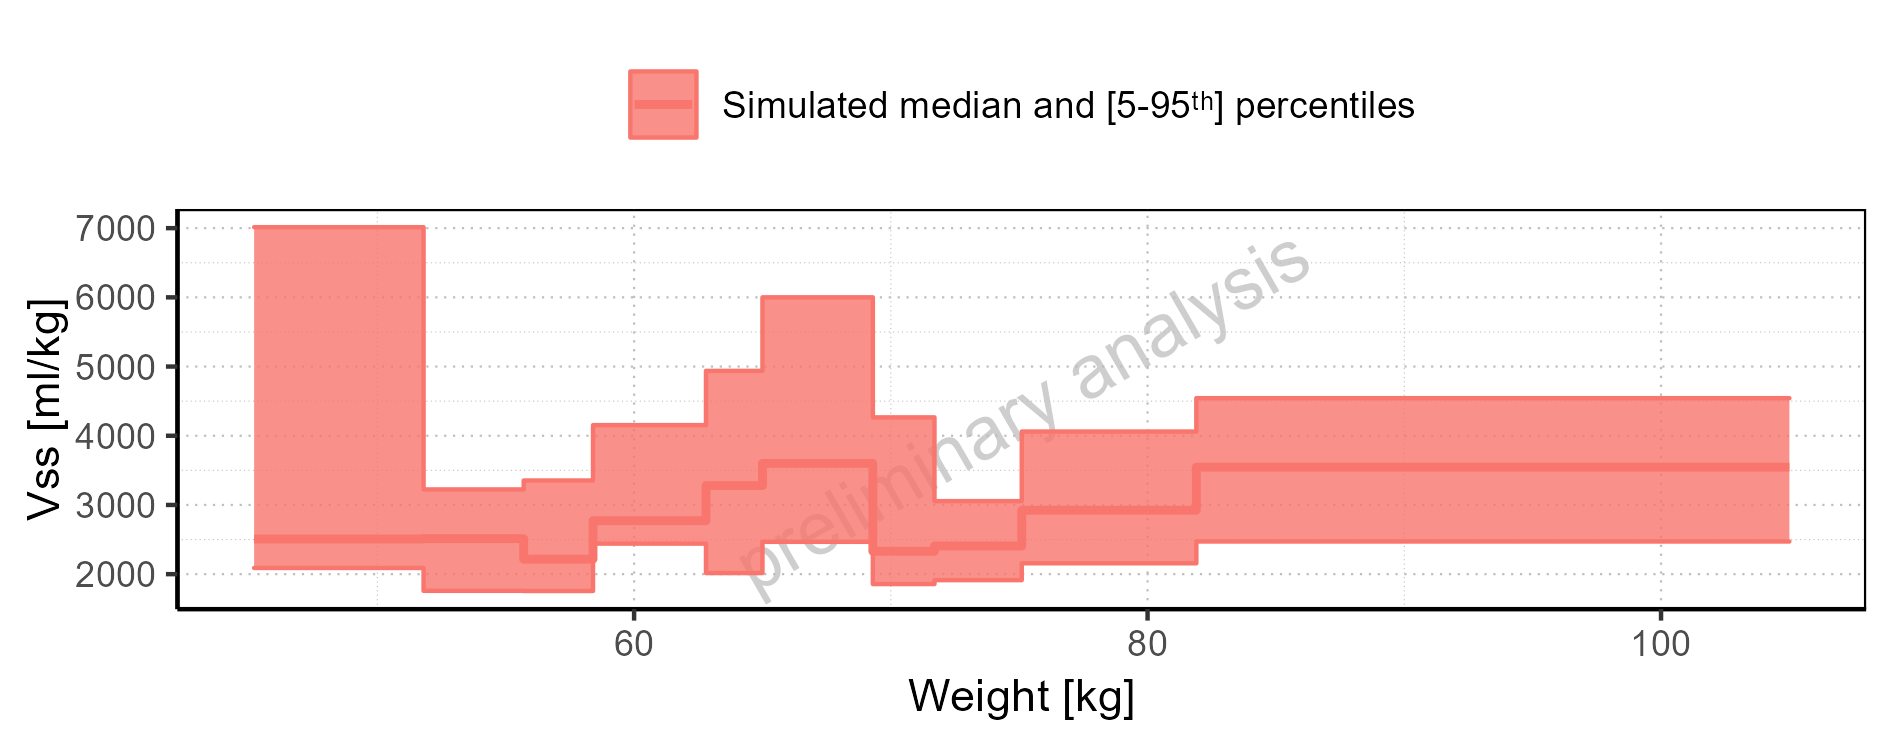 Simulated median and [5-95th] percentiles
7000
6000
5000
4000
3000
2000
Vss [ml/kg]
preliminary analysis
60 80 100
Weight [kg]